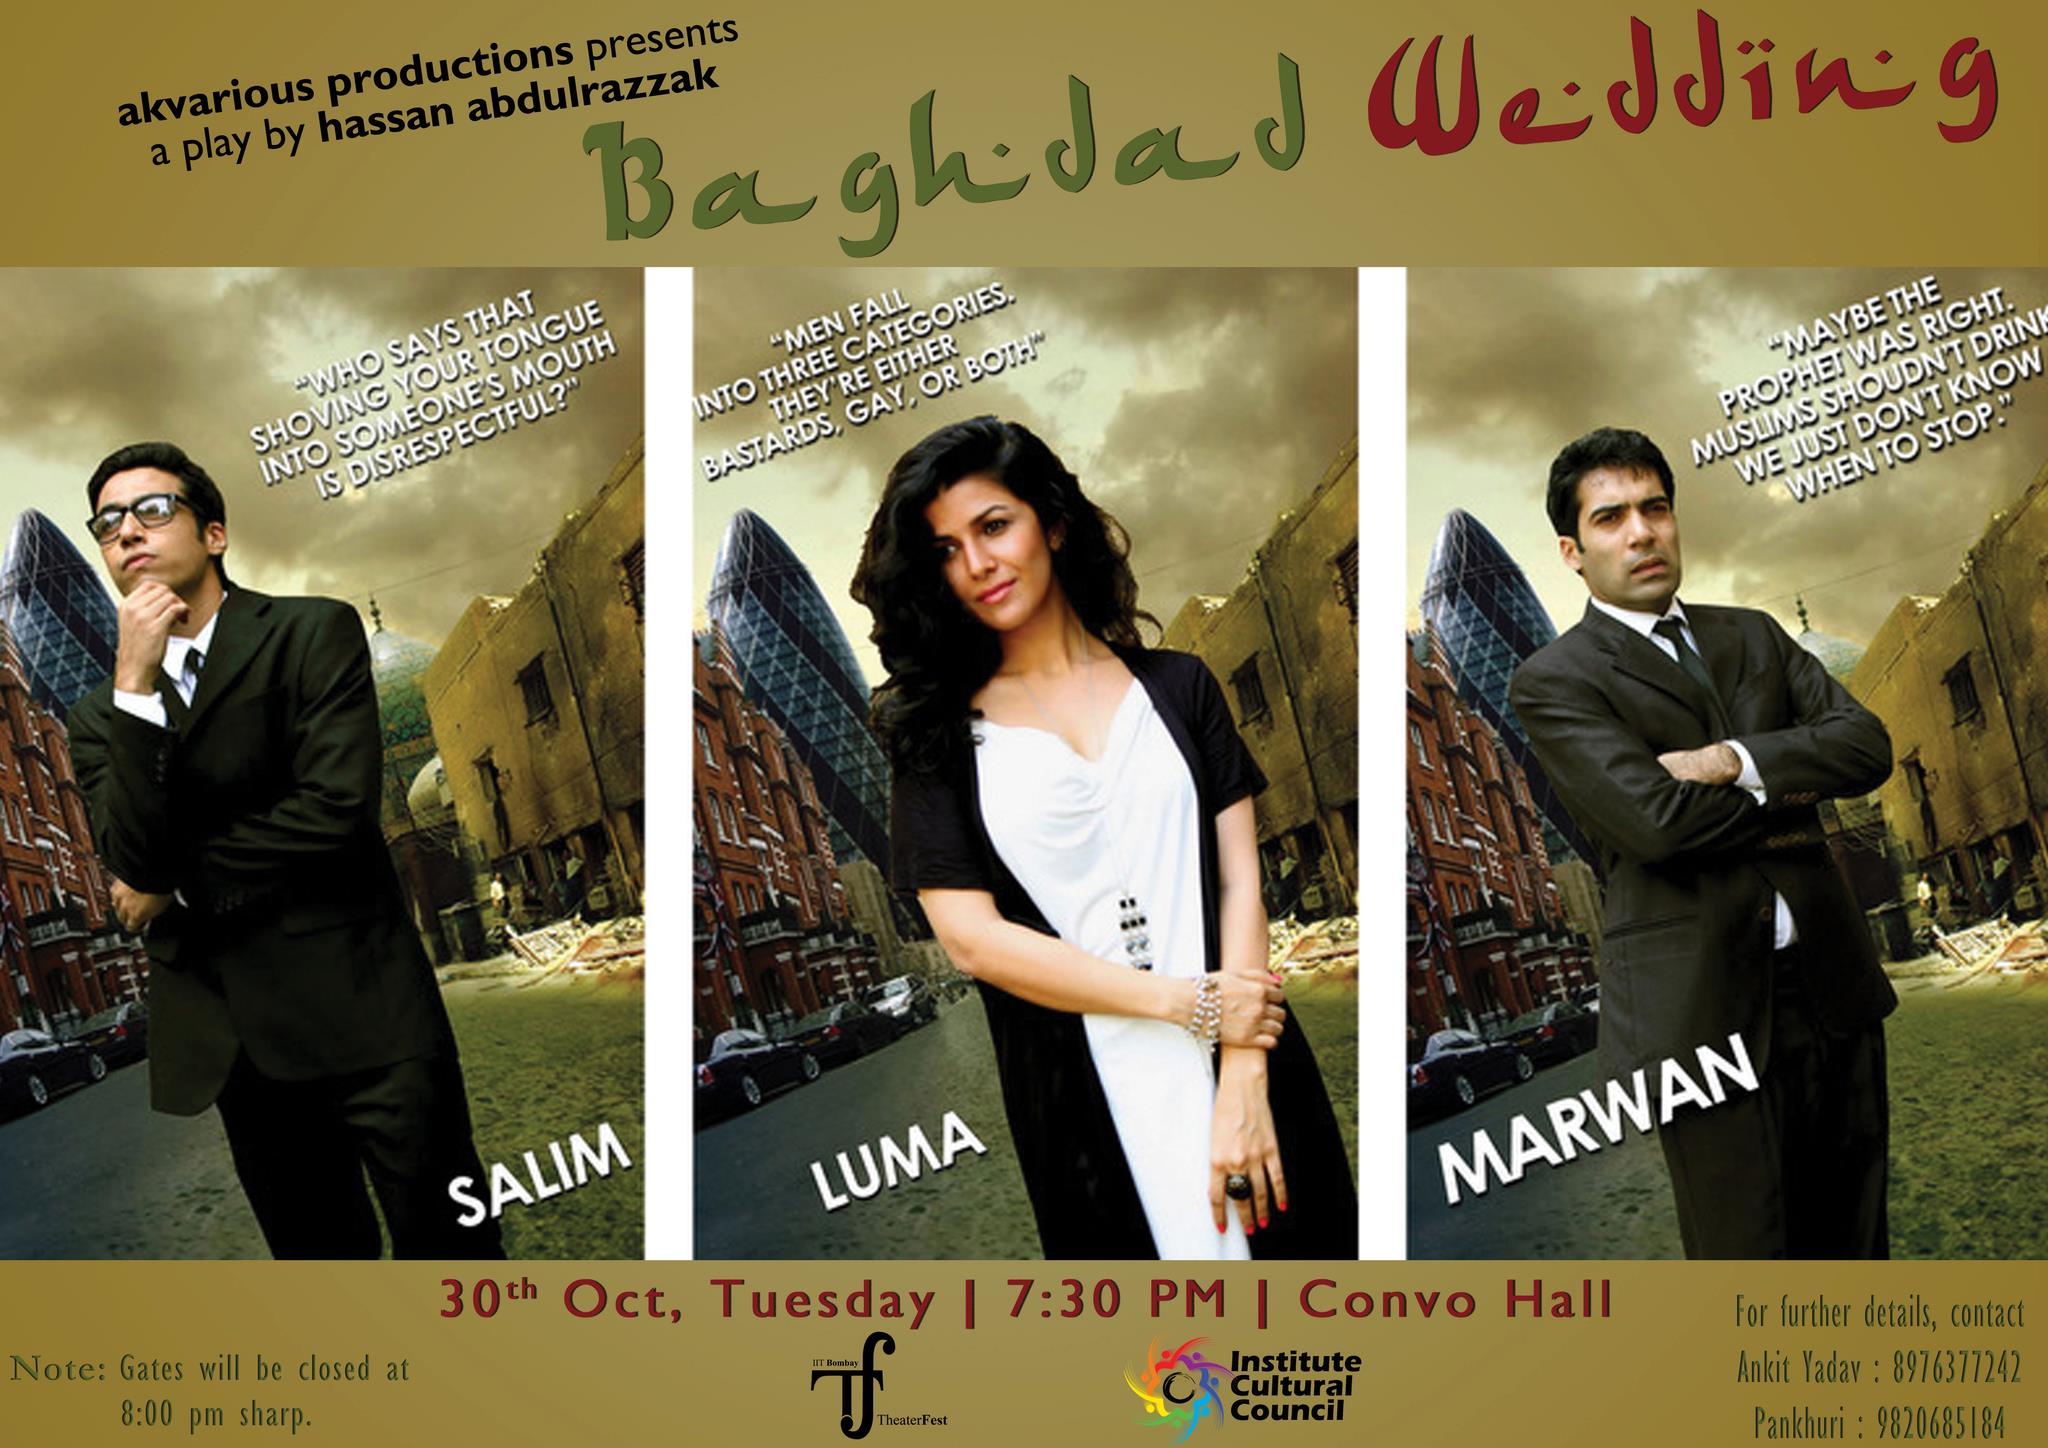 akvarious productions presents
a play by hassan abdulrazzak
Baghdad Wedding
"WHO SAYS THAT
SHOVING YOUR TONGUE
INTO SOMEONE'S MOUTH
IS DISRESPECTFUL?"
SALIM
"MEN FALL
INTO THREE CATEGORIES.
THEY'RE EITHER
BASTARDS, GAY, OR BOTH"
LUMA
"MAYBE THE
PROPHET WAS RIGHT.
MUSLIMS SHOUDN'T DRINK
WE JUST DON'T KNOW
WHEN TO STOP."
MARWAN
30th Oct, Tuesday | 7:30 PM | Convo Hall
Note: Gates will be closed at
8:00 pm sharp.
IIT Bombay
TF
TheaterFest
Institute
Cultural
Council
For further details, contact
Ankit Yadav : 8976377242
Pankhuri : 9820685184